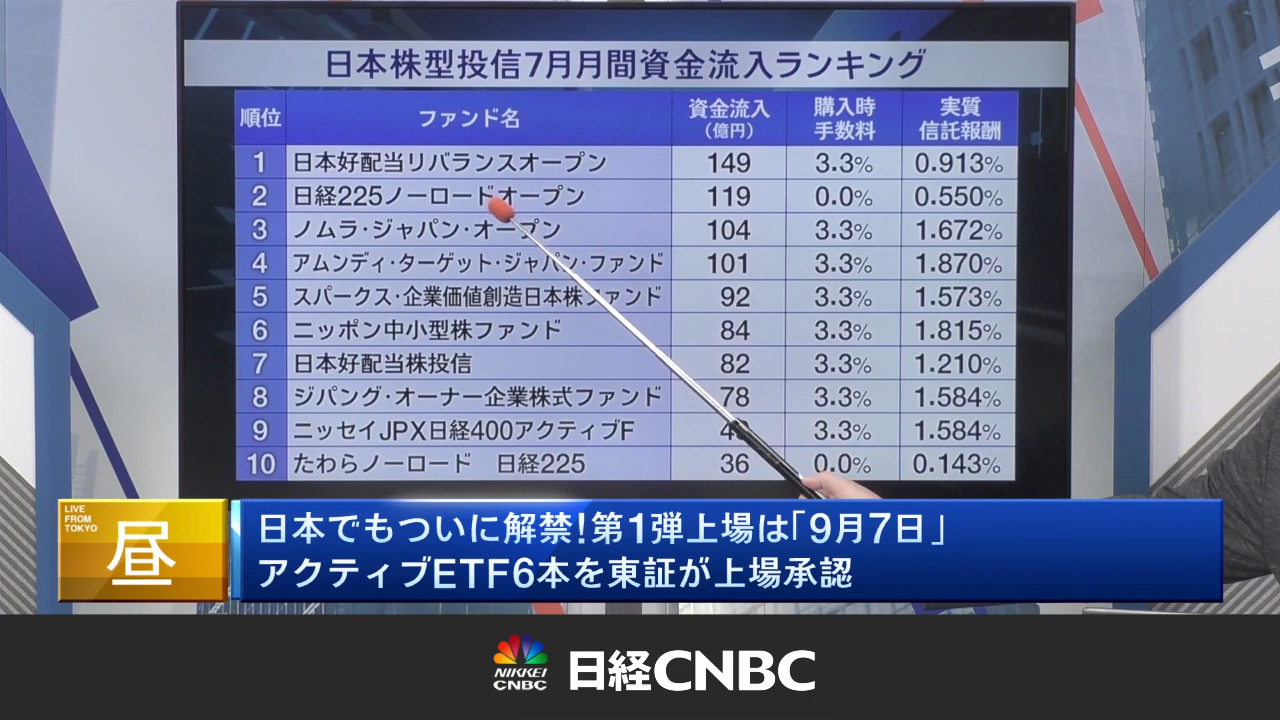 日本株型投信7月月間資金流入ランキング
順位 ファンド名 資金流入(億円) 購入時手数料 実質信託報酬
1 日本好配当リバランスオープン 149 3.3% 0.913%
2 日経225ノーロードオープン 119 0.0% 0.550%
3 ノムラ・ジャパン・オープン 104 3.3% 1.672%
4 アムンディ・ターゲット・ジャパン・ファンド 101 3.3% 1.870%
5 スパークス・企業価値創造日本株ファンド 92 3.3% 1.573%
6 ニッポン中小型株ファンド 84 3.3% 1.815%
7 日本好配当株投信 82 3.3% 1.210%
8 ジパング・オーナー企業株式ファンド 78 3.3% 1.584%
9 ニッセイJPX日経400アクティブF 3.3% 1.584%
10 たわらノーロード 日経225 36 0.0% 0.143%
LIVE
FROM
TOKYO
昼
日本でもついに解禁!第1弾上場は「9月7日」
アクティブETF6本を東証が上場承認
NIKKEI
CNBC
日経CNBC